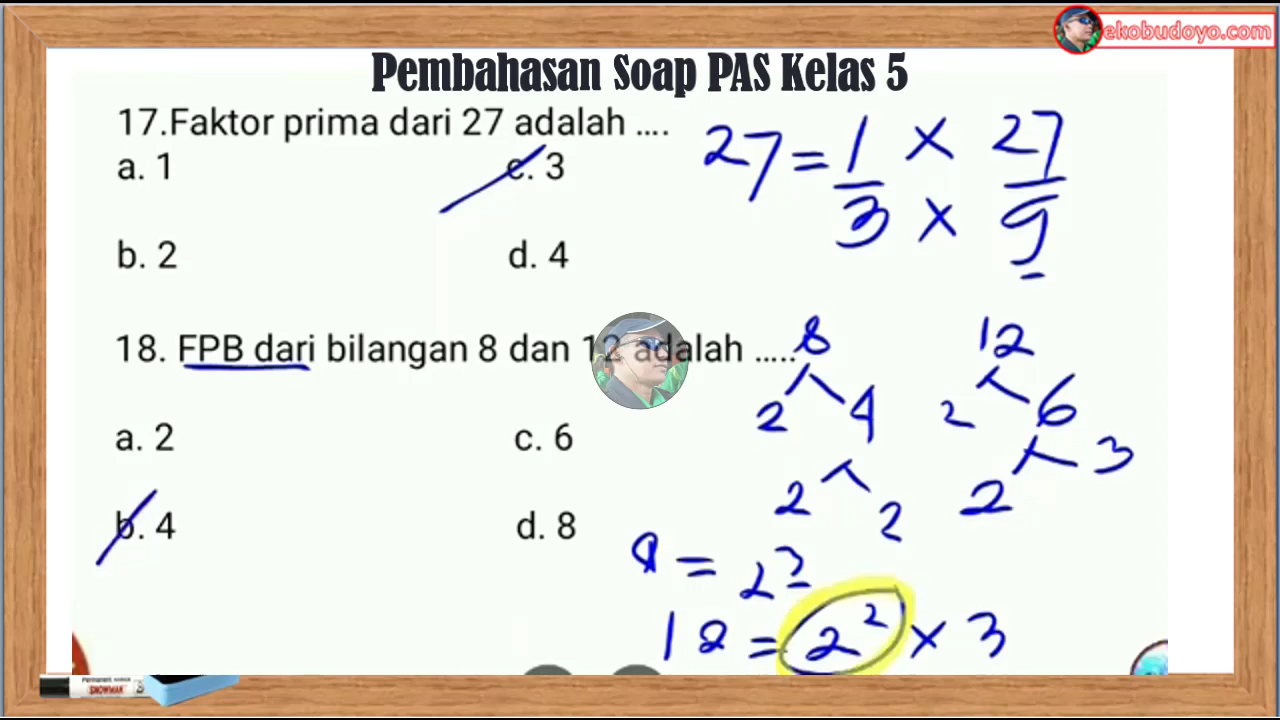 ekobudoyo.com
Pembahasan Soap PAS Kelas 5
17.Faktor prima dari 27 adalah ....
a. 1
c. 3
b. 2
d. 4
27 = 1 × 27
3 × 9
18. FPB dari bilangan 8 dan 12 adalah .....
a. 2
c. 6
b. 4
d. 8
8
2 4
2 2
12
2 6
2 3
8 = 2³
12 = 2² × 3
SNOWMAN